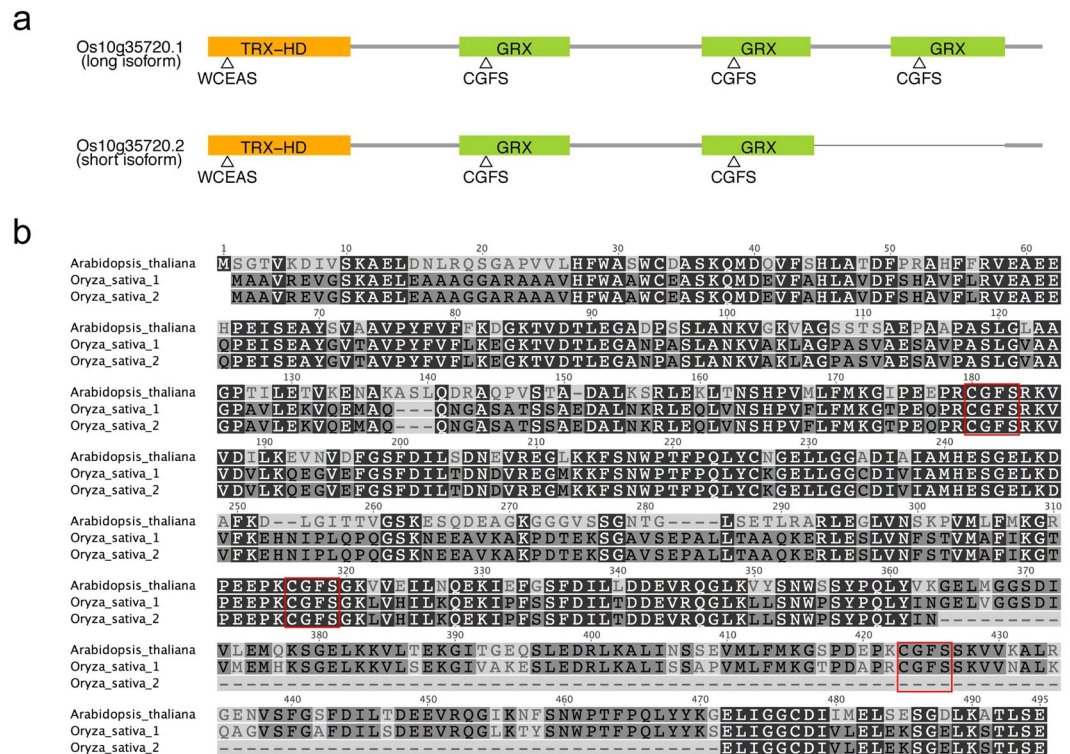 a
Os10g35720.1
(long isoform)
TRX-HD GRX GRX GRX
WCEAS CGFS CGFS CGFS
Os10g35720.2
(short isoform)
TRX-HD GRX GRX
WCEAS CGFS CGFS
b
1 10 20 30 40 50 60
Arabidopsis_thaliana MSGTVKDIVSKAELDNLRQSGAPVVLHFWASWCDASKQMDQVFSHLATDFPRAHFFRVEAEE
Oryza_sativa_1 MAAVREVGSKAELEAAAGGARAAAVHFWAAWCEASKQMDEVFAHLAVDFSHAVFLRVEAEE
Oryza_sativa_2 MAAVREVGSKAELEAAAGGARAAAVHFWAAWCEASKQMDEVFAHLAVDFSHAVFLRVEAEE
70 80 90 100 110 120
Arabidopsis_thaliana HPEISEAYSVAAVPYFVFFKDGKTVDTLEGADPSSLANKVGKVAGSSTSAEPAAPASLGLAA
Oryza_sativa_1 QPEISEAYGVTAVPYFVFLKEGKTVDTLEGANPASLANKVAKLAGPASVAESAVPASLGVAA
Oryza_sativa_2 QPEISEAYGVTAVPYFVFLKEGKTVDTLEGANPASLANKVAKLAGPASVAESAVPASLGVAA
130 140 150 160 170 180
Arabidopsis_thaliana GPTILETVKENAKASLQDRAQPVSTA-DALKSRLEKLTNSHPVMLFMKGIPEEPRCGFSRKV
Oryza_sativa_1 GPAVLEKVQEMAQ---QNGASATSSAEDALNKRLEQLVNSHPVFLFMKGTPEQPRCGFSRKV
Oryza_sativa_2 GPAVLEKVQEMAQ---QNGASATSSAEDALNKRLEQLVNSHPVFLFMKGTPEQPRCGFSRKV
190 200 210 220 230 240
Arabidopsis_thaliana VDILKEVNVDFGSFDILSDNEVREGLKKFSNWPTFPQLYCNGELLGGADIAIAMHESGELKD
Oryza_sativa_1 VDVLKQEGVEFGSFDILTDNDVREGMKKFSNWPTFPQLYCKGELLGGCDIVIAMHESGELKD
Oryza_sativa_2 VDVLKQEGVEFGSFDILTDNDVREGMKKFSNWPTFPQLYCKGELLGGCDIVIAMHESGELKD
250 260 270 280 290 300 310
Arabidopsis_thaliana AFKD--LGITTVGSKESQDEAGKGGGVSSGNTG----LSETLRARLEGLVNSKPVMLFMKGR
Oryza_sativa_1 VFKEHNIPLQPQGSKNEEAVKAKPDTEKSGAVSEPALLTAAQKERLESLVNFSTVMAFIKGT
Oryza_sativa_2 VFKEHNIPLQPQGSKNEEAVKAKPDTEKSGAVSEPALLTAAQKERLESLVNFSTVMAFIKGT
320 330 340 350 360 370
Arabidopsis_thaliana PEEPKCGFSGKVVEILNQEKIEFGSFDILLDDEVRQGLKVYSNWSSYPQLYVKGELMGGSDI
Oryza_sativa_1 PEEPKCGFSGKLVHILKQEKIPFSSFDILTDDEVRQGLKLLSNWPSYPQLYINGELVGGSDI
Oryza_sativa_2 PEEPKCGFSGKLVHILKQEKIPFSSFDILTDDEVRQGLKLLSNWPSYPQLYIN---------
380 390 400 410 420 430
Arabidopsis_thaliana VLEMQKSGELKKVLTEKGITGEQSLEDRLKALINSSEVMLFMKGSPDEPKCGFSSKVVKALR
Oryza_sativa_1 VMEMHKSGELKKVLSEKGIVAKESLEDRLKALISSAPVMLFMKGTPDAPRCGFSSKVVNALK
Oryza_sativa_2 --------------------------------------------------------------
440 450 460 470 480 490 495
Arabidopsis_thaliana GENVSFGSFDILTDEEVRQGIKNFSNWPTFPQLYYKGELIGGCDIIMELSESGDLKATLSE
Oryza_sativa_1 QAGVSFGAFDILSDEEVRQGLKTYSNWPTFPQLYYKSELIGGCDIVLELEKSGELKSTLSE
Oryza_sativa_2 ------------------------------------ELIGGCDIVLELEKSGELKSTLSE